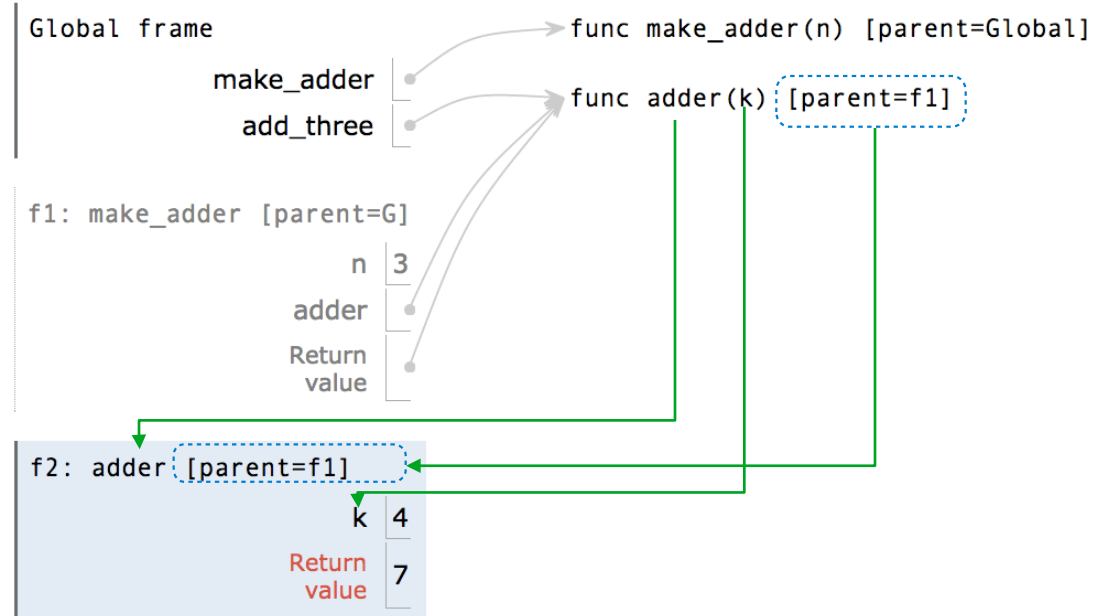 Global frame
func make_adder(n) [parent=Global]
make_adder
func adder(k) [parent=f1]
add_three
f1: make_adder [parent=G]
n 3
adder
Return
value
f2: adder [parent=f1]
k 4
Return
value 7